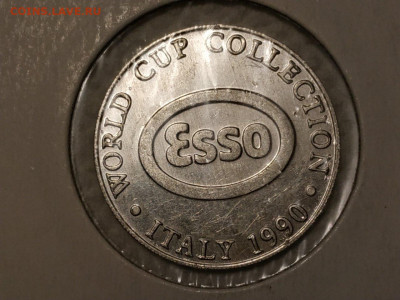 WORLD CUP COLLECTION
Esso
• ITALY 1990 •